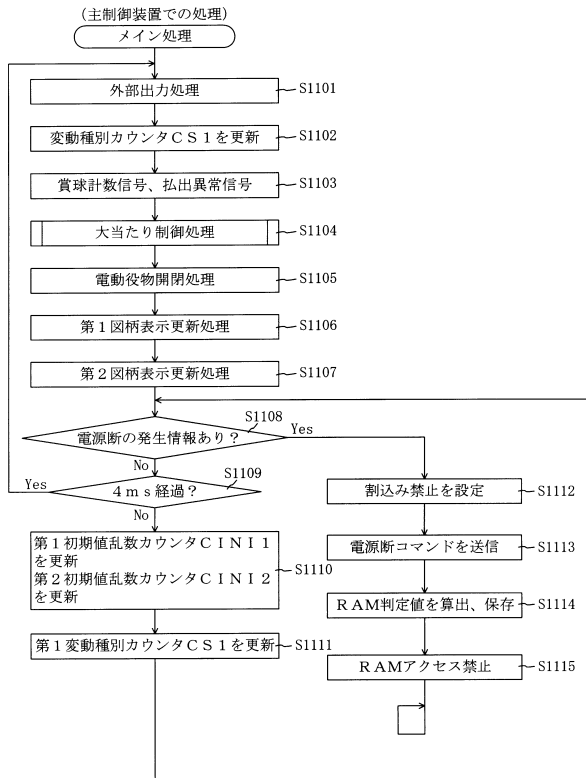 (主制御装置での処理)
メイン処理
外部出力処理 S1101
変動種別カウンタCS1を更新 S1102
賞球計数信号、払出異常信号 S1103
大当たり制御処理 S1104
電動役物開閉処理 S1105
第1図柄表示更新処理 S1106
第2図柄表示更新処理 S1107
電源断の発生情報あり? S1108
Yes
No
4ms経過? S1109
Yes
No
第1初期値乱数カウンタCINI1
を更新
第2初期値乱数カウンタCINI2
を更新
S1110
第1変動種別カウンタCS1を更新 S1111
割込み禁止を設定 S1112
電源断コマンドを送信 S1113
RAM判定値を算出、保存 S1114
RAMアクセス禁止 S1115